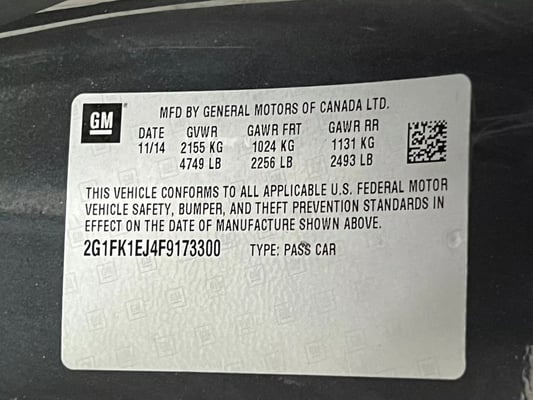 GM
MFD BY GENERAL MOTORS OF CANADA LTD.
DATE GVWR GAWR FRT GAWR RR
11/14 2155 KG 1024 KG 1131 KG
4749 LB 2256 LB 2493 LB
THIS VEHICLE CONFORMS TO ALL APPLICABLE U.S. FEDERAL MOTOR
VEHICLE SAFETY, BUMPER, AND THEFT PREVENTION STANDARDS IN
EFFECT ON THE DATE OF MANUFACTURE SHOWN ABOVE.
2G1FK1EJ4F9173300 TYPE: PASS CAR